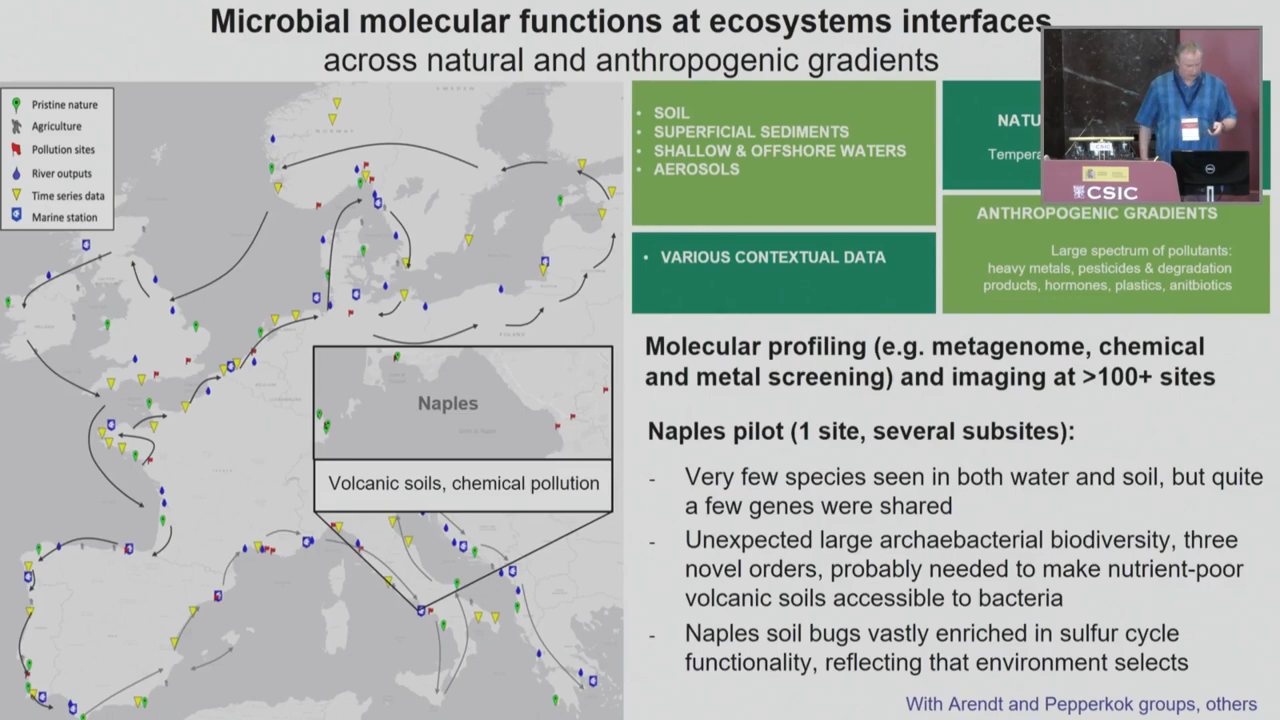 Microbial molecular functions at ecosystems interfaces
across natural and anthropogenic gradients
Pristine nature
Agriculture
Pollution sites
River outputs
Time series data
Marine station
SWEDEN
NORWAY
Naples
Volcanic soils, chemical pollution
• SOIL
• SUPERFICIAL SEDIMENTS
• SHALLOW & OFFSHORE WATERS
• AEROSOLS
• VARIOUS CONTEXTUAL DATA
NATU
Tempera
ANTHROPOGENIC GRADIENTS
Large spectrum of pollutants:
heavy metals, pesticides & degradation
products, hormones, plastics, anitbiotics
CSIC
CSIC
DELL
Molecular profiling (e.g. metagenome, chemical
and metal screening) and imaging at >100+ sites
Naples pilot (1 site, several subsites):
- Very few species seen in both water and soil, but quite
a few genes were shared
- Unexpected large archaebacterial biodiversity, three
novel orders, probably needed to make nutrient-poor
volcanic soils accessible to bacteria
- Naples soil bugs vastly enriched in sulfur cycle
functionality, reflecting that environment selects
With Arendt and Pepperkok groups, others